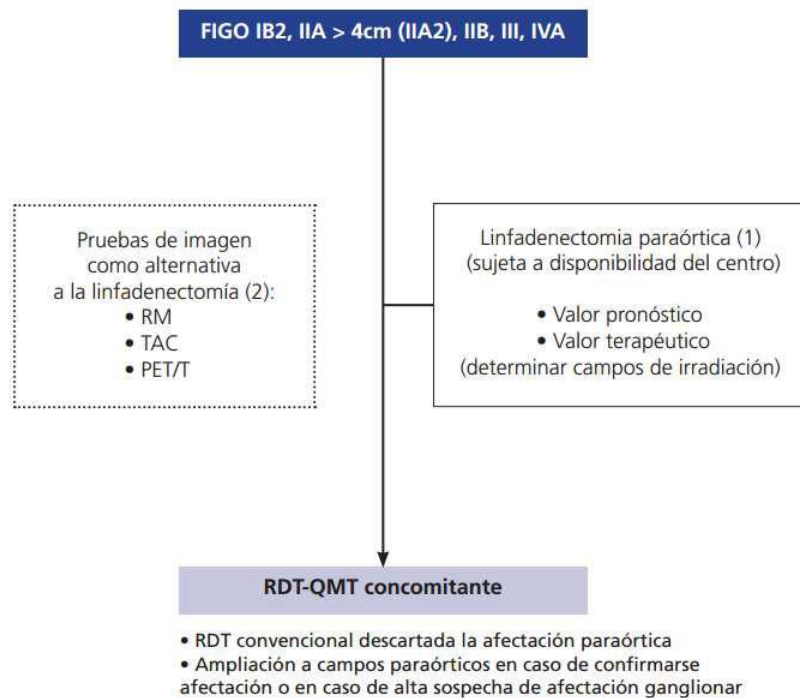 FIGO IB2, IIA > 4cm (IIA2), IIB, III, IVA
Pruebas de imagen
como alternativa
a la linfadenectomía (2):
• RM
• TAC
• PET/T
Linfadenectomia paraórtica (1)
(sujeta a disponibilidad del centro)
• Valor pronóstico
• Valor terapéutico
(determinar campos de irradiación)
RDT-QMT concomitante
• RDT convencional descartada la afectación paraórtica
• Ampliación a campos paraórticos en caso de confirmarse
afectación o en caso de alta sospecha de afectación ganglionar